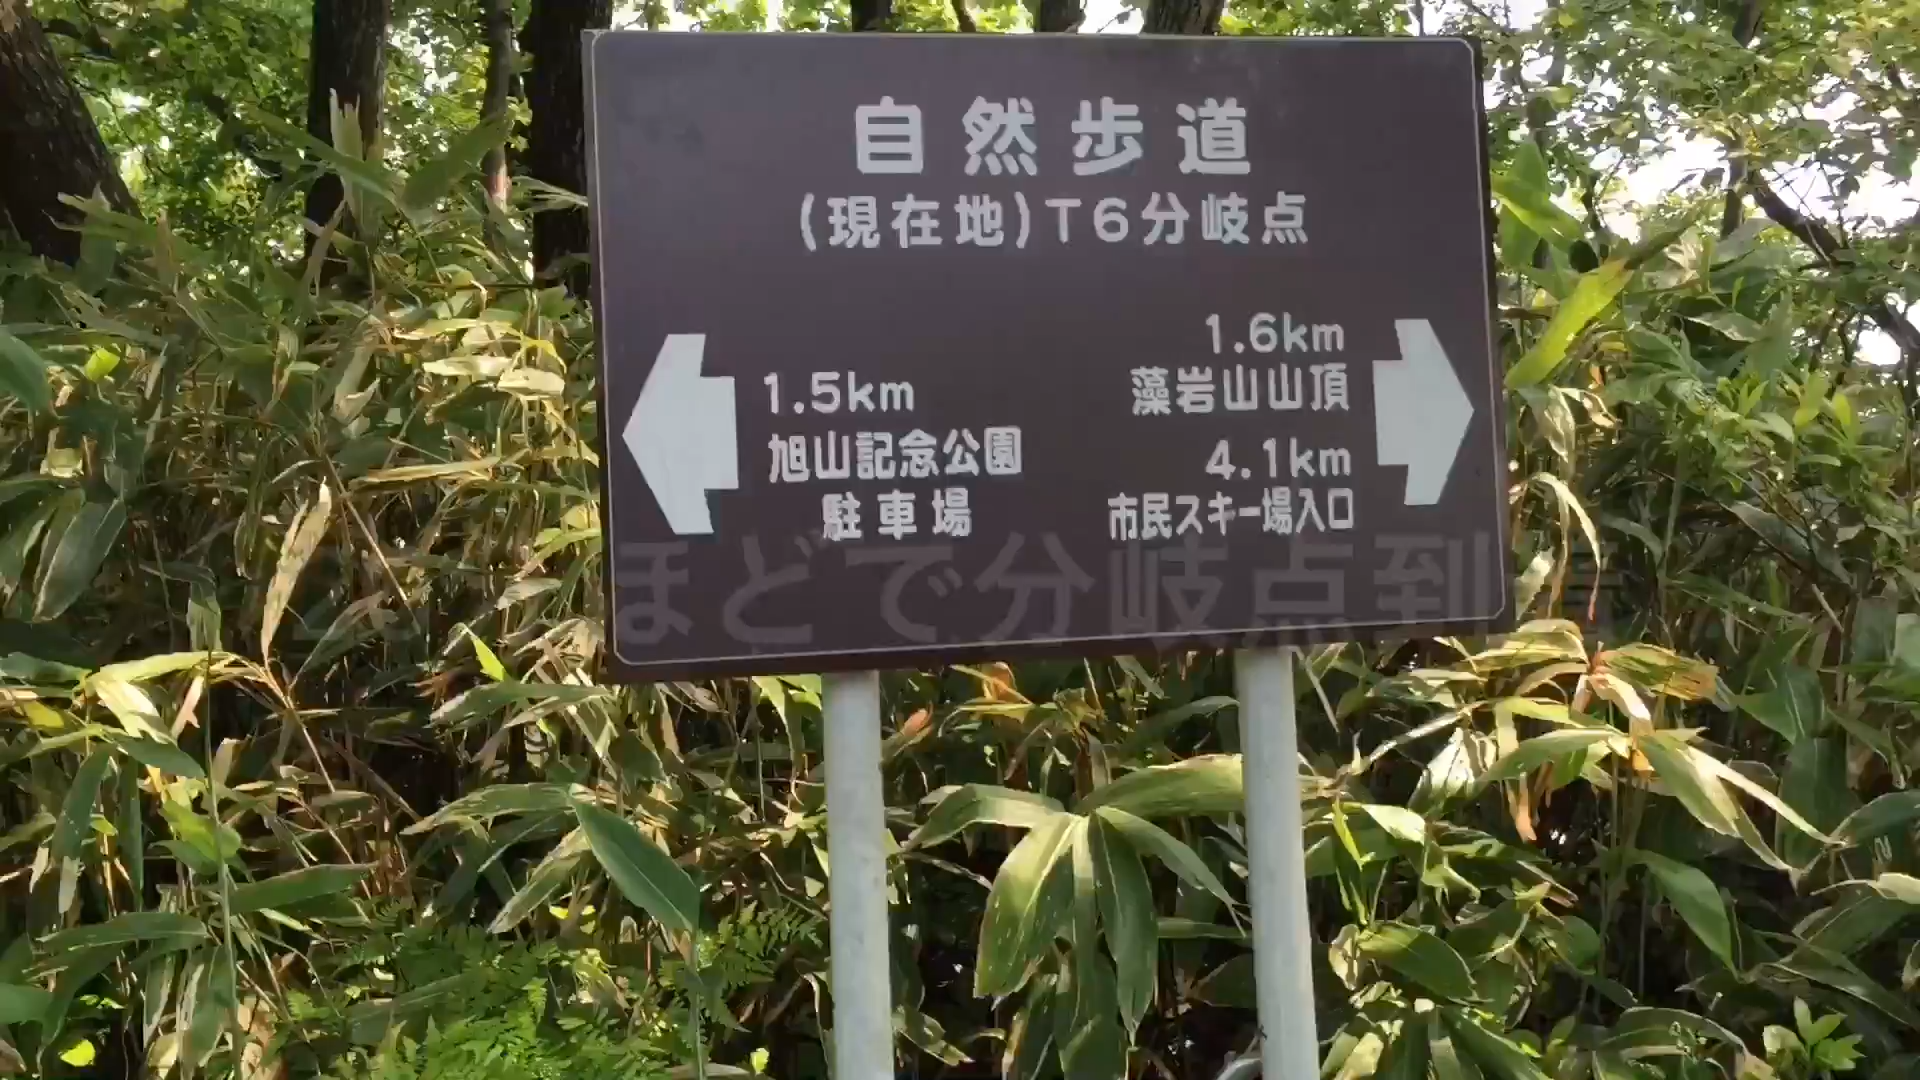 自然歩道
(現在地)T6分岐点
1.5km
旭山記念公園
駐車場
1.6km
藻岩山山頂
4.1km
市民スキー場入口
ほどで分岐点到